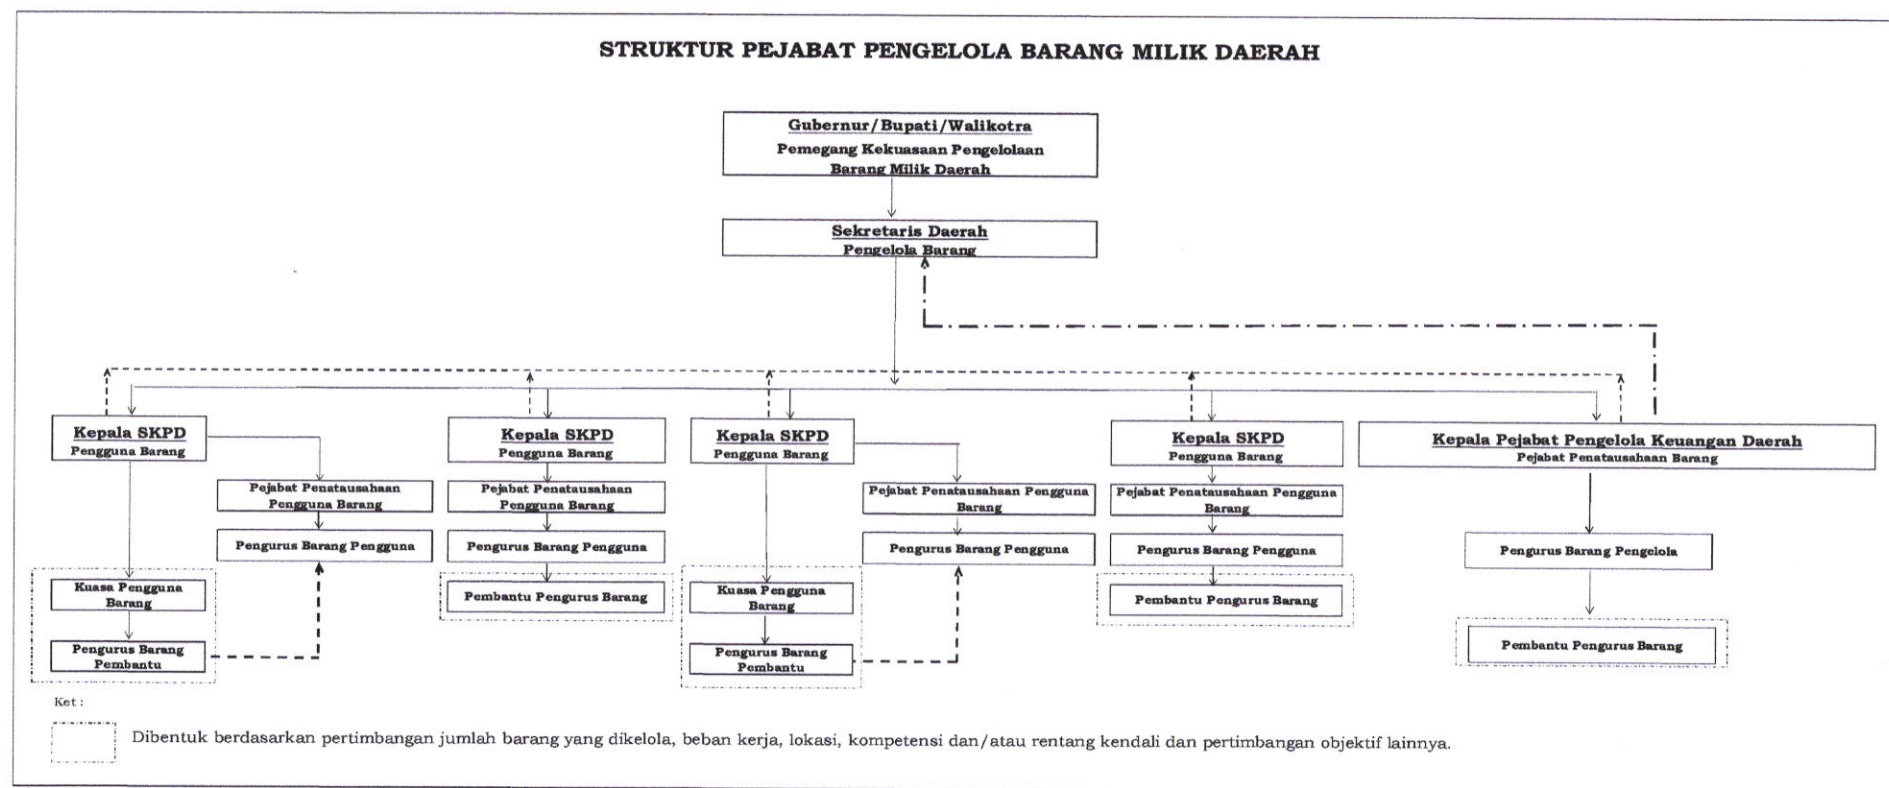 STRUKTUR PEJABAT PENGELOLA BARANG MILIK DAERAH
Gubernur/Bupati/Walikotra
Pemegang Kekuasaan Pengelolaan
Barang Milik Daerah
Sekretaris Daerah
Pengelola Barang
Kepala SKPD
Pengguna Barang
Pejabat Penatausahaan
Pengguna Barang
Pengurus Barang Pengguna
Kuasa Pengguna
Barang
Pengurus Barang
Pembantu
Kepala SKPD
Pengguna Barang
Pejabat Penatausahaan
Pengguna Barang
Pengurus Barang Pengguna
Pembantu Pengurus Barang
Kepala SKPD
Pengguna Barang
Pejabat Penatausahaan Pengguna
Barang
Pengurus Barang Pengguna
Kuasa Pengguna
Barang
Pengurus Barang
Pembantu
Kepala SKPD
Pengguna Barang
Pejabat Penatausahaan Pengguna
Barang
Pengurus Barang Pengguna
Pembantu Pengurus Barang
Kepala Pejabat Pengelola Keuangan Daerah
Pejabat Penatausahaan Barang
Pengurus Barang Pengelola
Pembantu Pengurus Barang
Ket :
Dibentuk berdasarkan pertimbangan jumlah barang yang dikelola, beban kerja, lokasi, kompetensi dan/atau rentang kendali dan pertimbangan objektif lainnya.